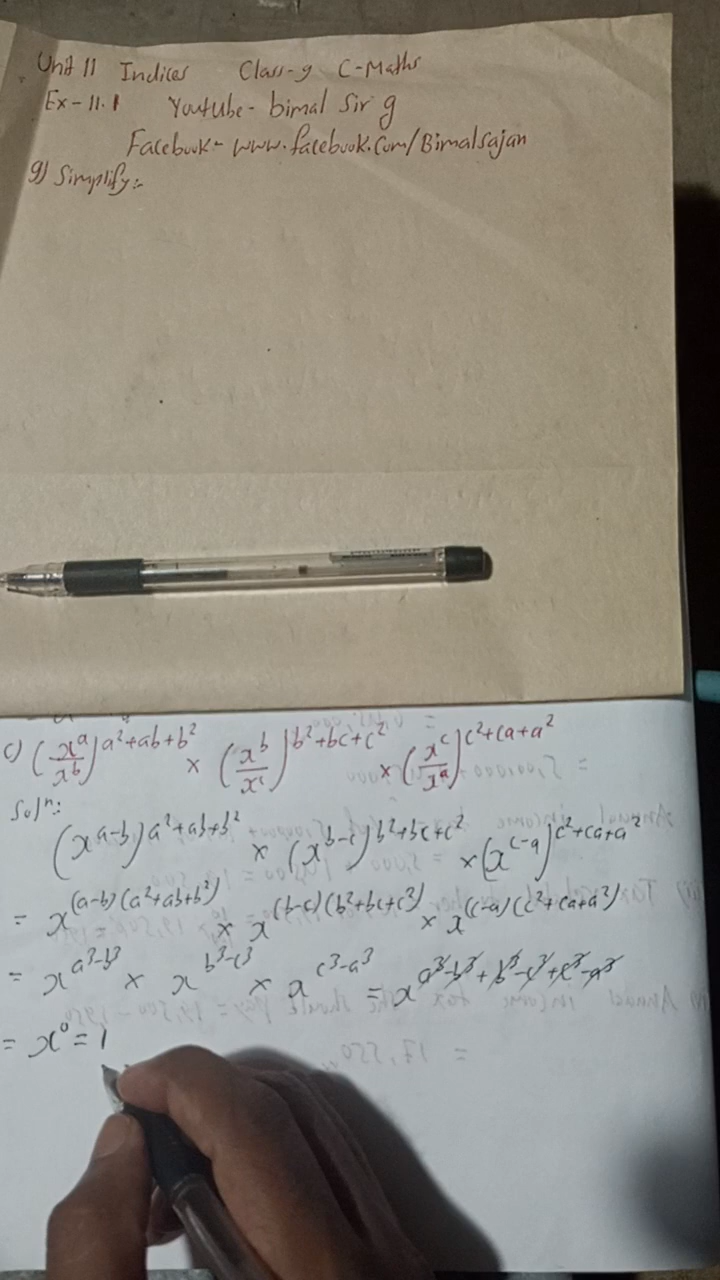 Unit 11 Indices Class-9 C-Maths
Ex-11.1 Youtube- bimal Sir g
Facebook- www.facebook.com/Bimalsajan
g) Simplify:-
c) (x^a/x^b)^a²+ab+b² × (x^b/x^c)^b²+bc+c² × (x^c/x^a)^c²+ca+a²
Solⁿ:
(x^a-b)^a²+ab+b² × (x^b-c)^b²+bc+c² × (x^c-a)^c²+ca+a²
= x^(a-b)(a²+ab+b²) × x^(b-c)(b²+bc+c²) × x^(c-a)(c²+ca+a²)
= x^a³-b³ × x^b³-c³ × x^c³-a³ = x^a³-b³+b³-c³+c³-a³
= x⁰ = 1